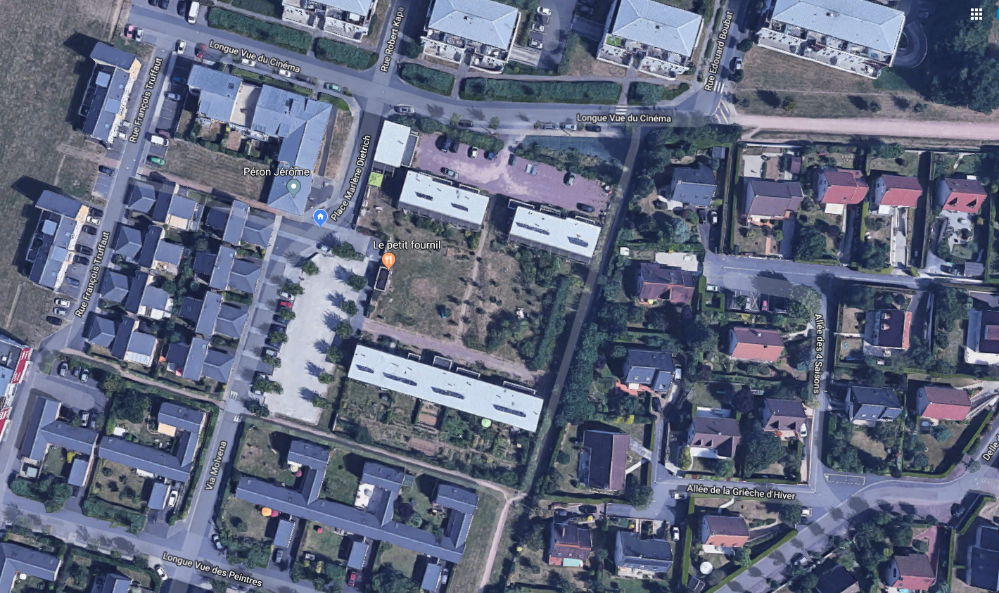 Longue Vue du Cinéma
Rue Robert Kapa
Rue Edouard Boubat
Rue François Truffaut
Longue Vue du Cinéma
Place Marlène Dietrich
Péron Jérôme
Le petit fournil
Rue François Truffaut
Allée des 4 Saisons
Via Molvena
Allée de la Grièche d'Hiver
Longue Vue des Peintres